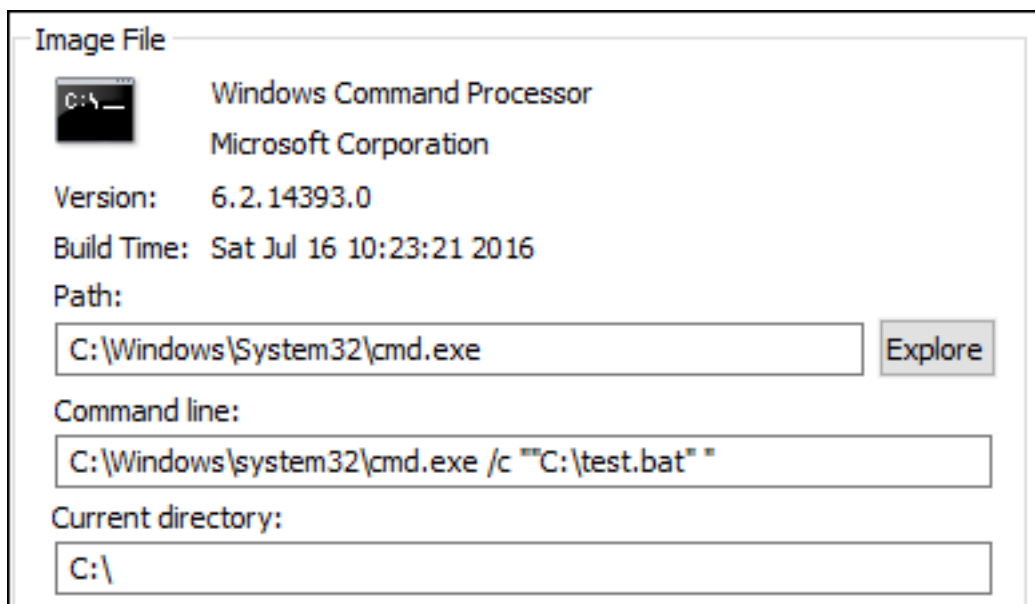 Image File
C:\
Windows Command Processor
Microsoft Corporation
Version: 6.2.14393.0
Build Time: Sat Jul 16 10:23:21 2016
Path:
C:\Windows\System32\cmd.exe Explore
Command line:
C:\Windows\system32\cmd.exe /c ""C:\test.bat" "
Current directory:
C:\